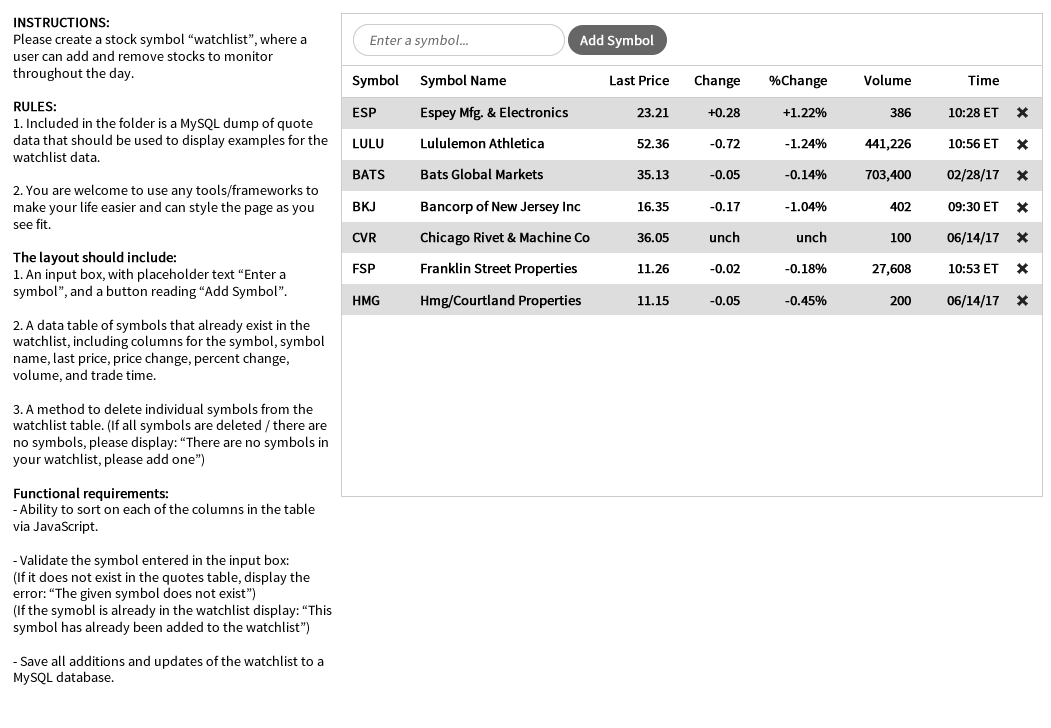 INSTRUCTIONS:
Please create a stock symbol “watchlist”, where a
user can add and remove stocks to monitor
throughout the day.
RULES:
1. Included in the folder is a MySQL dump of quote
data that should be used to display examples for the
watchlist data.
2. You are welcome to use any tools/frameworks to
make your life easier and can style the page as you
see fit.
The layout should include:
1. An input box, with placeholder text “Enter a
symbol”, and a button reading “Add Symbol”.
2. A data table of symbols that already exist in the
watchlist, including columns for the symbol, symbol
name, last price, price change, percent change,
volume, and trade time.
3. A method to delete individual symbols from the
watchlist table. (If all symbols are deleted / there are
no symbols, please display: “There are no symbols in
your watchlist, please add one”)
Functional requirements:
- Ability to sort on each of the columns in the table
via JavaScript.
- Validate the symbol entered in the input box:
(If it does not exist in the quotes table, display the
error: “The given symbol does not exist”)
(If the symobl is already in the watchlist display: “This
symbol has already been added to the watchlist”)
- Save all additions and updates of the watchlist to a
MySQL database.
Enter a symbol... Add Symbol
Symbol Symbol Name Last Price Change %Change Volume Time
ESP Espey Mfg. & Electronics 23.21 +0.28 +1.22% 386 10:28 ET ✖
LULU Lululemon Athletica 52.36 -0.72 -1.24% 441,226 10:56 ET ✖
BATS Bats Global Markets 35.13 -0.05 -0.14% 703,400 02/28/17 ✖
BKJ Bancorp of New Jersey Inc 16.35 -0.17 -1.04% 402 09:30 ET ✖
CVR Chicago Rivet & Machine Co 36.05 unch unch 100 06/14/17 ✖
FSP Franklin Street Properties 11.26 -0.02 -0.18% 27,608 10:53 ET ✖
HMG Hmg/Courtland Properties 11.15 -0.05 -0.45% 200 06/14/17 ✖